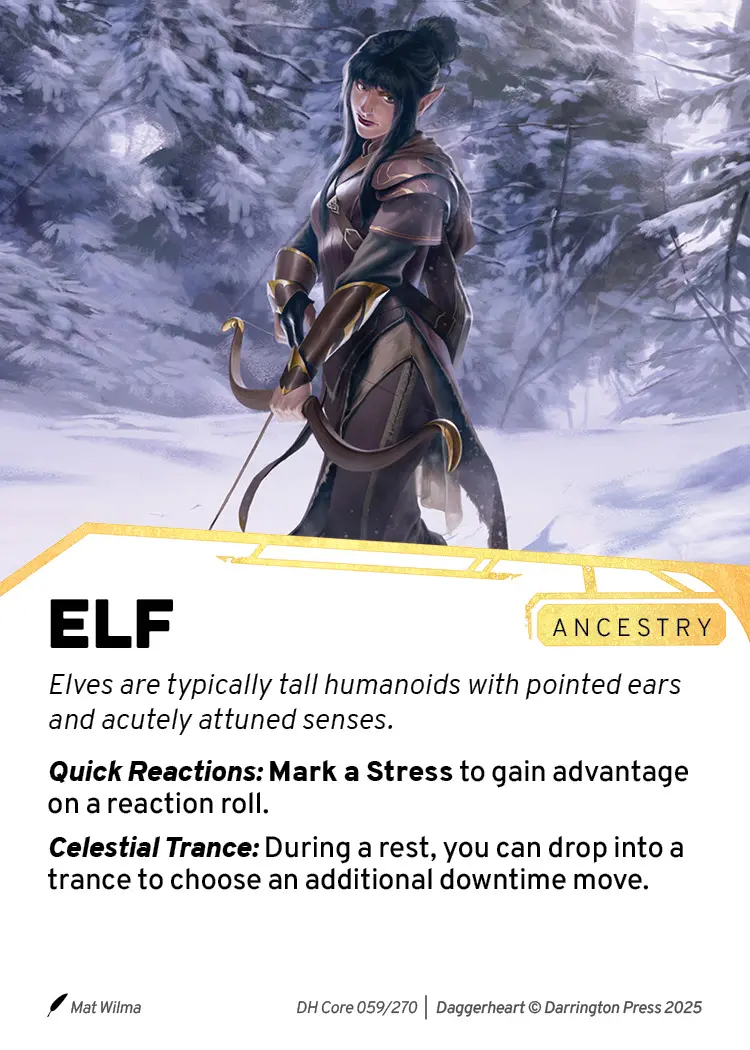 ELF
ANCESTRY
Elves are typically tall humanoids with pointed ears
and acutely attuned senses.
Quick Reactions: Mark a Stress to gain advantage
on a reaction roll.
Celestial Trance: During a rest, you can drop into a
trance to choose an additional downtime move.
Mat Wilma
DH Core 059/270 | Daggerheart © Darrington Press 2025